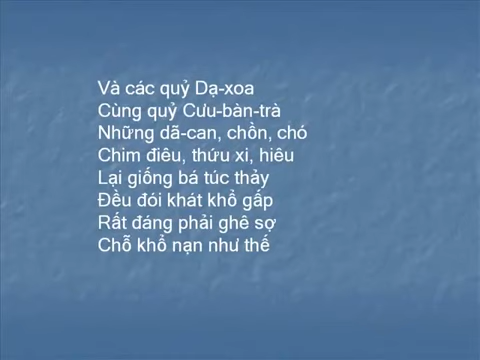 Và các quỷ Dạ-xoa
Cùng quỷ Cưu-bàn-trà
Những dã-can, chồn, chó
Chim điêu, thứu xi, hiêu
Lại giống bá túc thảy
Đều đói khát khổ gấp
Rất đáng phải ghê sợ
Chỗ khổ nạn như thế